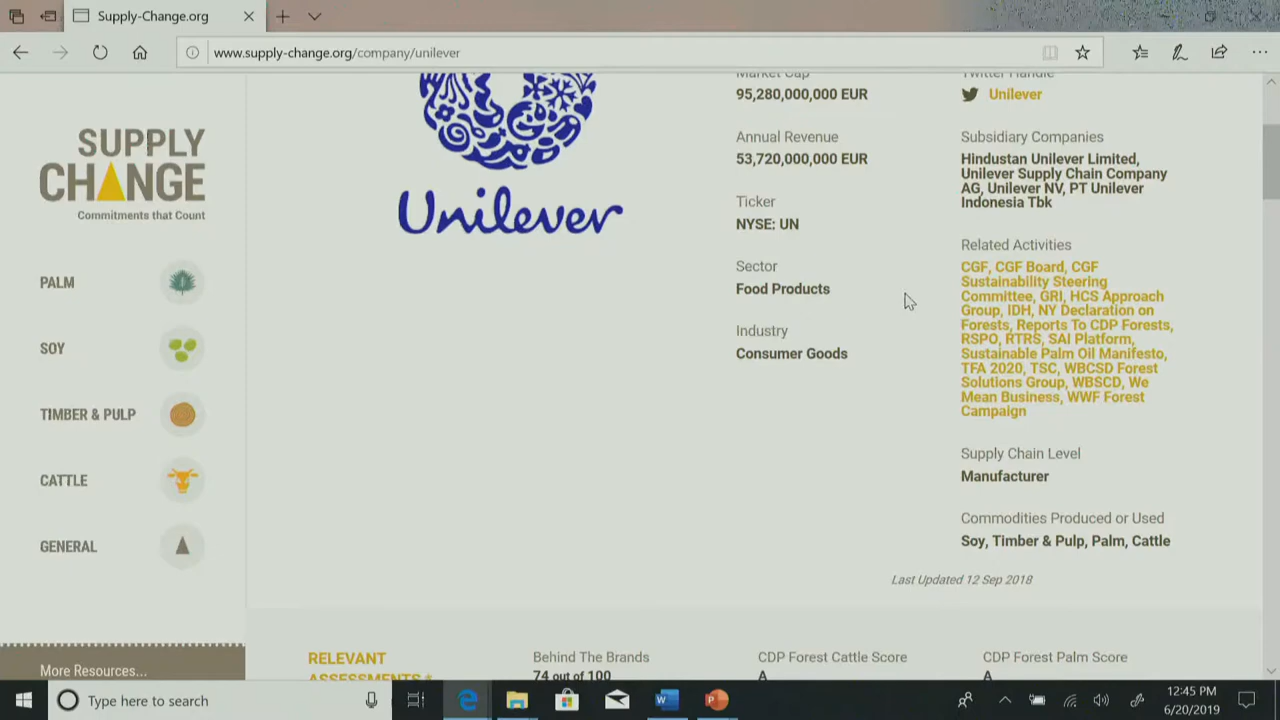 Supply-Change.org
www.supply-change.org/company/unilever
SUPPLY
CHANGE
Commitments that Count
PALM
SOY
TIMBER & PULP
CATTLE
GENERAL
More Resources...
Unilever
Market Cap
95,280,000,000 EUR
Annual Revenue
53,720,000,000 EUR
Ticker
NYSE: UN
Sector
Food Products
Industry
Consumer Goods
Twitter Handle
Unilever
Subsidiary Companies
Hindustan Unilever Limited,
Unilever Supply Chain Company
AG, Unilever NV, PT Unilever
Indonesia Tbk
Related Activities
CGF, CGF Board, CGF
Sustainability Steering
Committee, GRI, HCS Approach
Group, IDH, NY Declaration on
Forests, Reports To CDP Forests,
RSPO, RTRS, SAI Platform,
Sustainable Palm Oil Manifesto,
TFA 2020, TSC, WBCSD Forest
Solutions Group, WBSCD, We
Mean Business, WWF Forest
Campaign
Supply Chain Level
Manufacturer
Commodities Produced or Used
Soy, Timber & Pulp, Palm, Cattle
Last Updated 12 Sep 2018
RELEVANT
ASSESSMENTS &
Behind The Brands
74 out of 100
CDP Forest Cattle Score
A
CDP Forest Palm Score
A
Type here to search
12:45 PM
6/20/2019